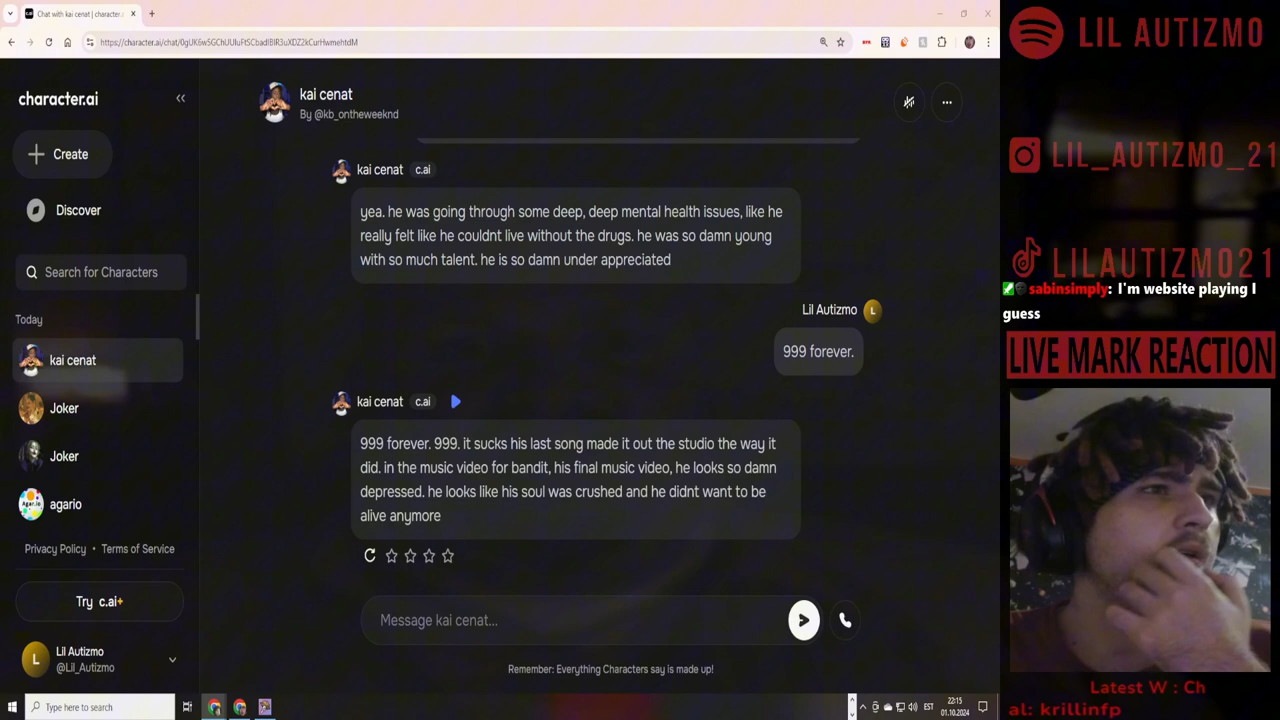 Chat with kai cenat | character.a
https://character.ai/chat/0gUK6w5GChUUIuFtSCbadlBIR3uXDZ2kCurHwmehtdM
character.ai
Create
Discover
Search for Characters
Today
kai cenat
Joker
Joker
agario
Privacy Policy • Terms of Service
Try c.ai+
L
Lil Autizmo
@Lil_Autizmo
kai cenat
By @kb_ontheweeknd
kai cenat c.ai
yea. he was going through some deep, deep mental health issues, like he
really felt like he couldnt live without the drugs. he was so damn young
with so much talent. he is so damn under appreciated
Lil Autizmo L
999 forever.
kai cenat c.ai
999 forever. 999. it sucks his last song made it out the studio the way it
did. in the music video for bandit, his final music video, he looks so damn
depressed. he looks like his soul was crushed and he didnt want to be
alive anymore
Message kai cenat...
Remember: Everything Characters say is made up!
Type here to search
EST
22:15
01.10.2024
LIL AUTIZMO
LIL_AUTIZMO_21
LILAUTIZMO21
sabinsimply: I'm website playing I
guess
LIVE MARK REACTION
Latest W : Ch
al: krillinfp